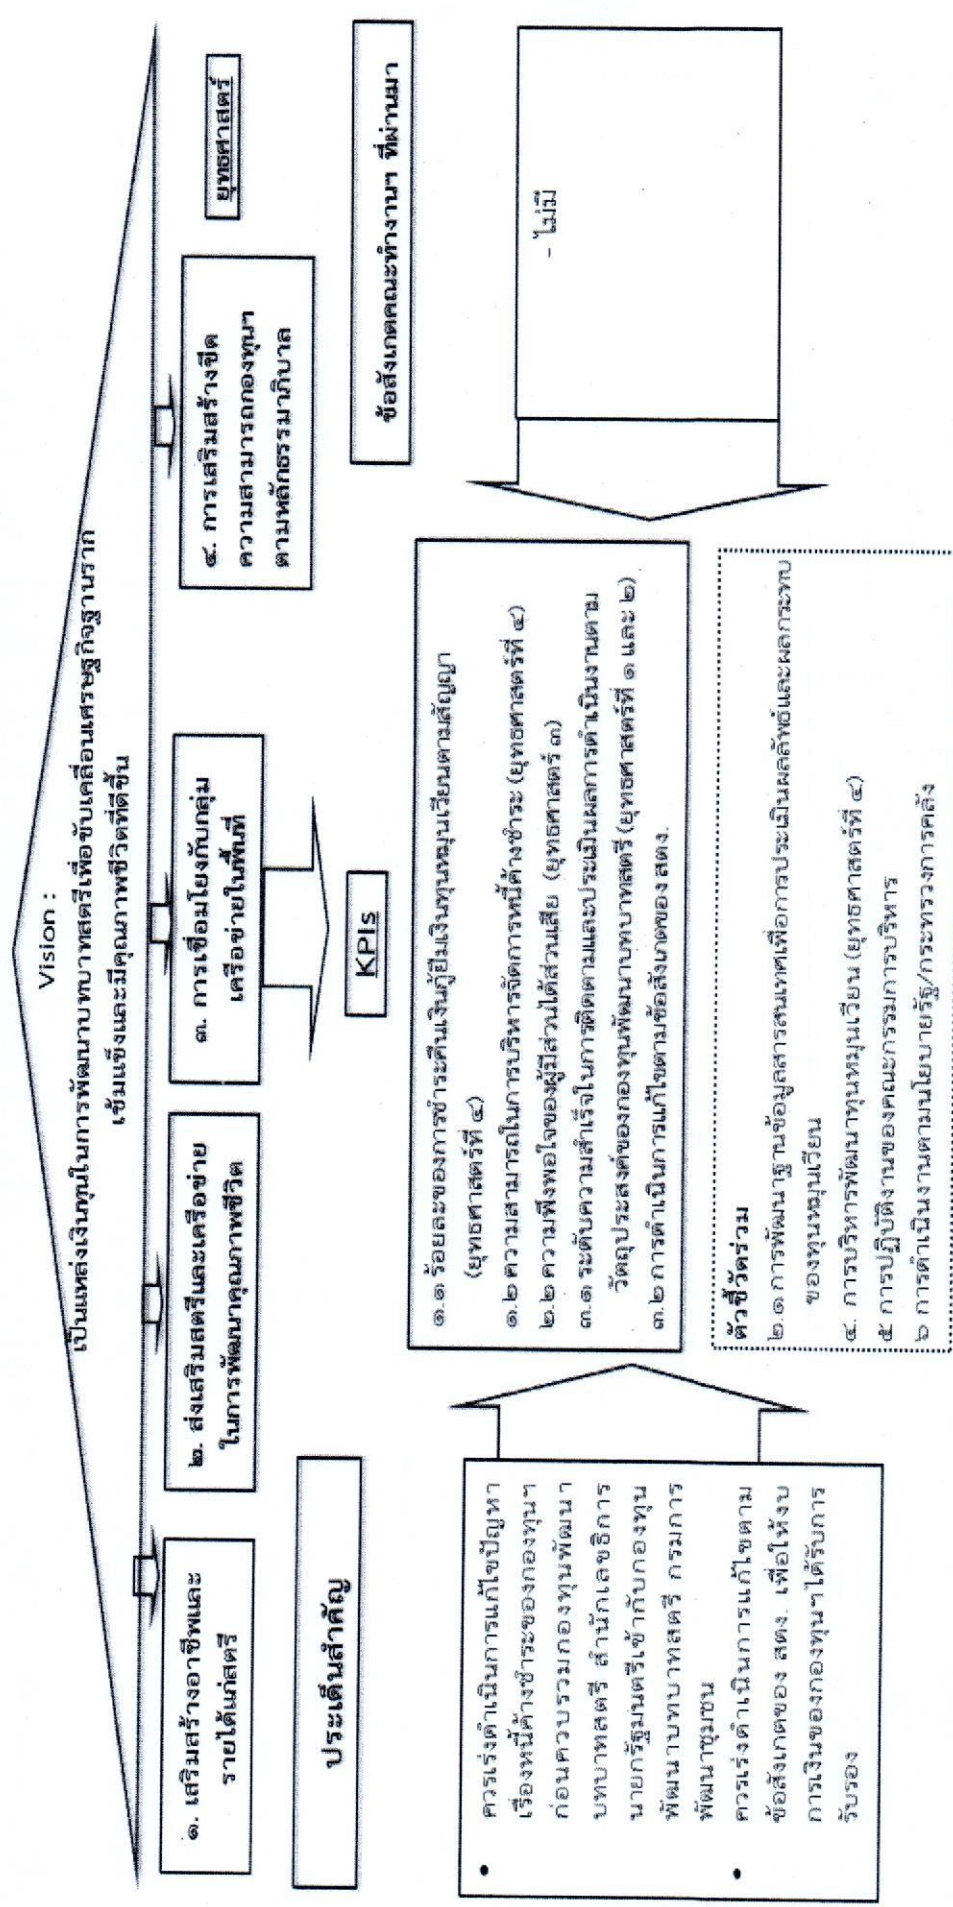 Vision :
เป็นแหล่งเงินทุนในการพัฒนาบทบาทสตรีเพื่อขับเคลื่อนเศรษฐกิจฐานราก
เข้มแข็งและมีคุณภาพชีวิตที่ดีขึ้น
ยุทธศาสตร์
๑. เสริมสร้างอาชีพและ
รายได้แก่สตรี
๒. ส่งเสริมสตรีและเครือข่าย
ในการพัฒนาคุณภาพชีวิต
๓. การเชื่อมโยงกับกลุ่ม
เครือข่ายในพื้นที่
๔. การเสริมสร้างขีด
ความสามารถกองทุนฯ
ตามหลักธรรมาภิบาล
ประเด็นสำคัญ
KPIs
ข้อสังเกตคณะทำงานฯ ที่ผ่านมา
• ควรเร่งดำเนินการแก้ไขปัญหา
เรื่องหนี้ค้างชำระของกองทุนฯ
ก่อนควบรวมกองทุนพัฒนา
บทบาทสตรี สำนักเลขธิการ
นายกรัฐมนตรีเข้ากับกองทุน
พัฒนาบทบาทสตรี กรมการ
พัฒนาชุมชน
• ควรเร่งดำเนินการแก้ไขตาม
ข้อสังเกตของ สตง. เพื่อให้งบ
การเงินของกองทุนฯได้รับการ
รับรอง
๑.๑ ร้อยละของการชำระคืนเงินกู้ยืมเงินทุนหมุนเวียนตามสัญญา
(ยุทธศาสตร์ที่ ๔)
๑.๒ ความสามารถในการบริหารจัดการหนี้ค้างชำระ (ยุทธศาสตร์ที่ ๔)
๒.๒ ความพึงพอใจของผู้มีส่วนได้ส่วนเสีย (ยุทธศาสตร์ ๓)
๓.๑ ระดับความสำเร็จในการติดตามและประเมินผลการดำเนินงานตาม
วัตถุประสงค์ของกองทุนพัฒนาบทบาทสตรี (ยุทธศาสตร์ที่ ๑ และ ๒)
๓.๒ การดำเนินการแก้ไขตามข้อสังเกตของ สตง.
- ไม่มี
ตัวชี้วัดร่วม
๒.๑ การพัฒนาฐานข้อมูลสารสนเทศเพื่อการประเมินผลลัพธ์และผลกระทบ
ของทุนหมุนเวียน
๔. การบริหารพัฒนาทุนหมุนเวียน (ยุทธศาสตร์ที่ ๔)
๕ การปฏิบัติงานของคณะกรรมการบริหาร
๖ การดำเนินงานตามนโยบายรัฐ/กระทรวงการคลัง